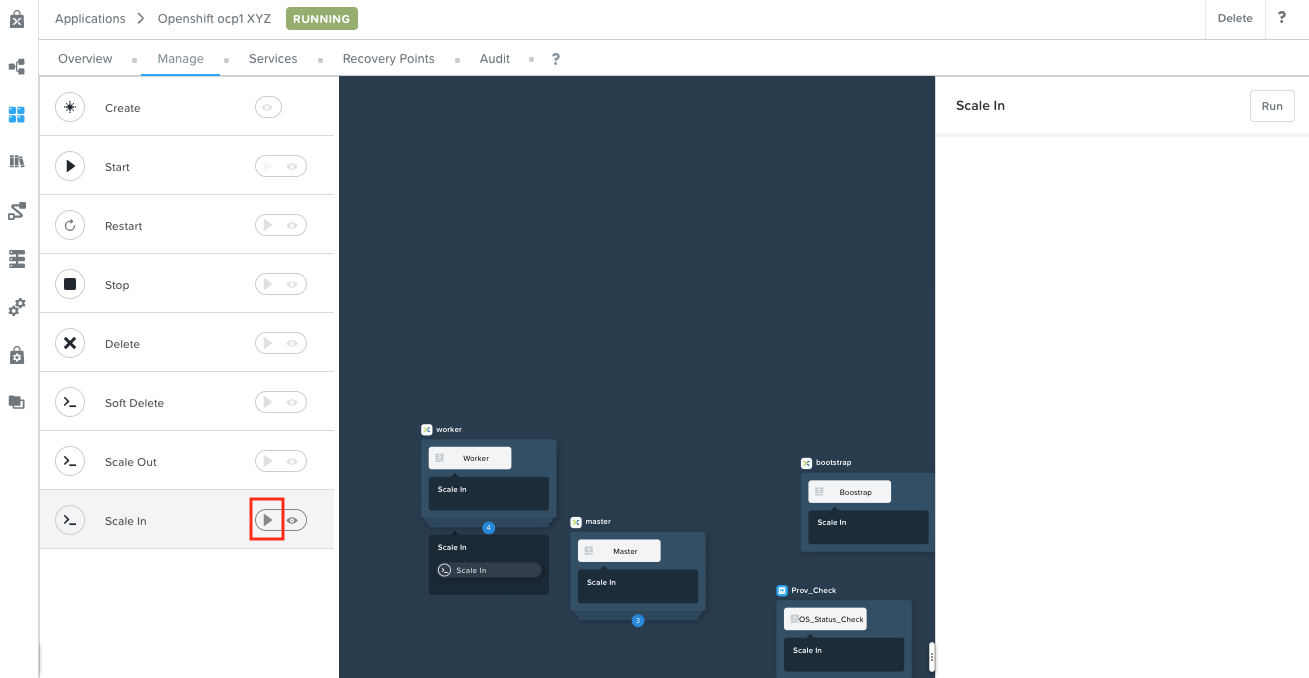 Applications > Openshift ocp1 XYZ RUNNING Delete ?
Overview Manage Services Recovery Points Audit ?
Create
Start
Restart
Stop
Delete
Soft Delete
Scale Out
Scale In
worker
Worker
Scale In
4
Scale In
Scale In
master
Master
Scale In
3
bootstrap
Boostrap
Scale In
Prov_Check
OS_Status_Check
Scale In
Scale In Run